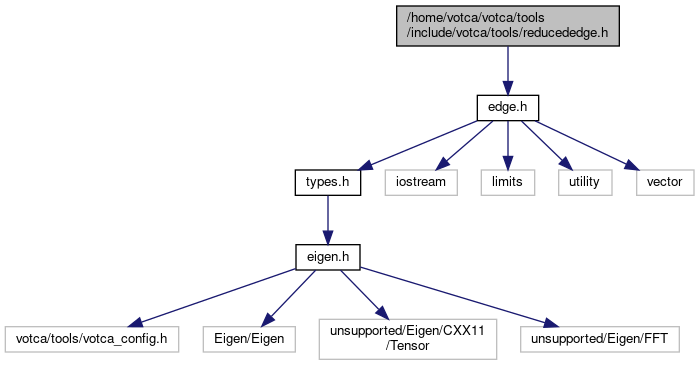 /home/votca/votca/tools
/include/votca/tools/reducededge.h
edge.h
types.h
iostream
limits
utility
vector
eigen.h
votca/tools/votca_config.h
Eigen/Eigen
unsupported/Eigen/CXX11
/Tensor
unsupported/Eigen/FFT